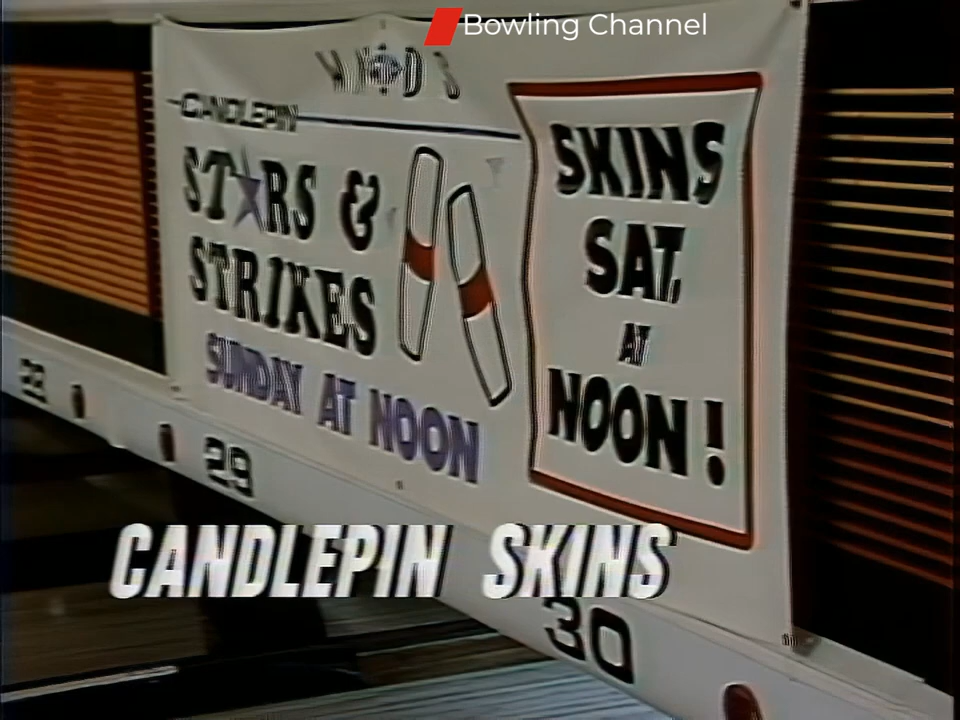 Bowling Channel
CANDLEPIN
STARS &
STRIKES
SUNDAY AT NOON
SKINS
SAT.
AT
NOON!
29
CANDLEPIN SKINS
30